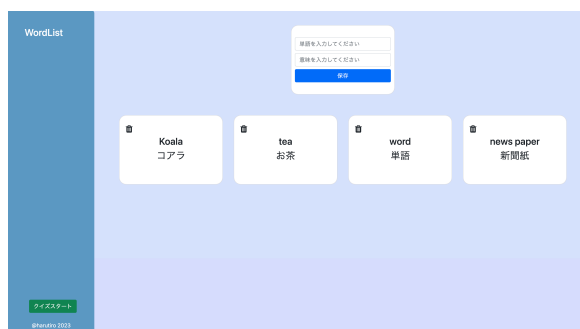 WordList
単語を入力してください
意味を入力してください
保存
Koala
コアラ
tea
お茶
word
単語
news paper
新聞紙
クイズスタート
@harutiro 2023